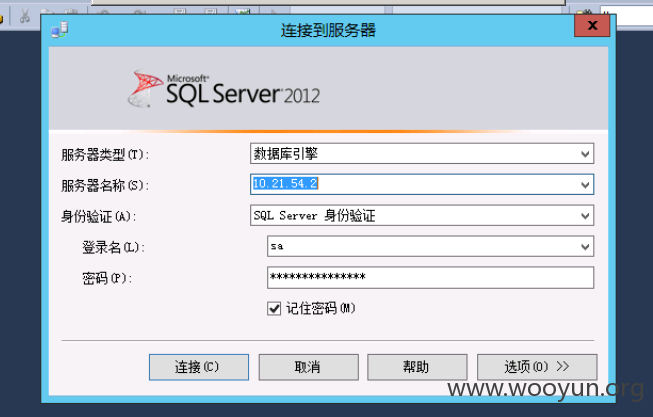 连接到服务器
x
Microsoft®
SQL Server® 2012
服务器类型(T):
数据库引擎
服务器名称(S):
10.21.54.2
身份验证(A):
SQL Server 身份验证
登录名(L):
sa
密码(P):
***************
记住密码(M)
连接(C)
取消
帮助
选项(O) >>
www.wooyun.org